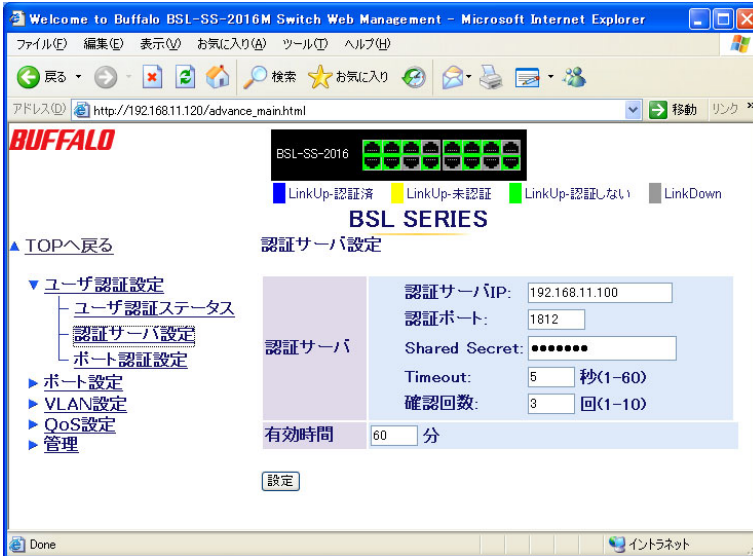 Welcome to Buffalo BSL-SS-2016M Switch Web Management - Microsoft Internet Explorer
ファイル(F) 編集(E) 表示(V) お気に入り(A) ツール(T) ヘルプ(H)
戻る 検索 お気に入り
アドレス(D) http://192.168.11.120/advance_main.html 移動 リンク »
BUFFALO
BSL-SS-2016
LinkUp-認証済 LinkUp-未認証 LinkUp-認証しない LinkDown
BSL SERIES
▲ TOPへ戻る
認証サーバ設定
▼ ユーザ認証設定
ユーザ認証ステータス
認証サーバ設定
ポート認証設定
▶ ポート設定
▶ VLAN設定
▶ QoS設定
▶ 管理
認証サーバ
認証サーバIP: 192.168.11.100
認証ポート: 1812
Shared Secret: ●●●●●●●
Timeout: 5 秒(1-60)
確認回数: 3 回(1-10)
有効時間 60 分
設定
Done イントラネット